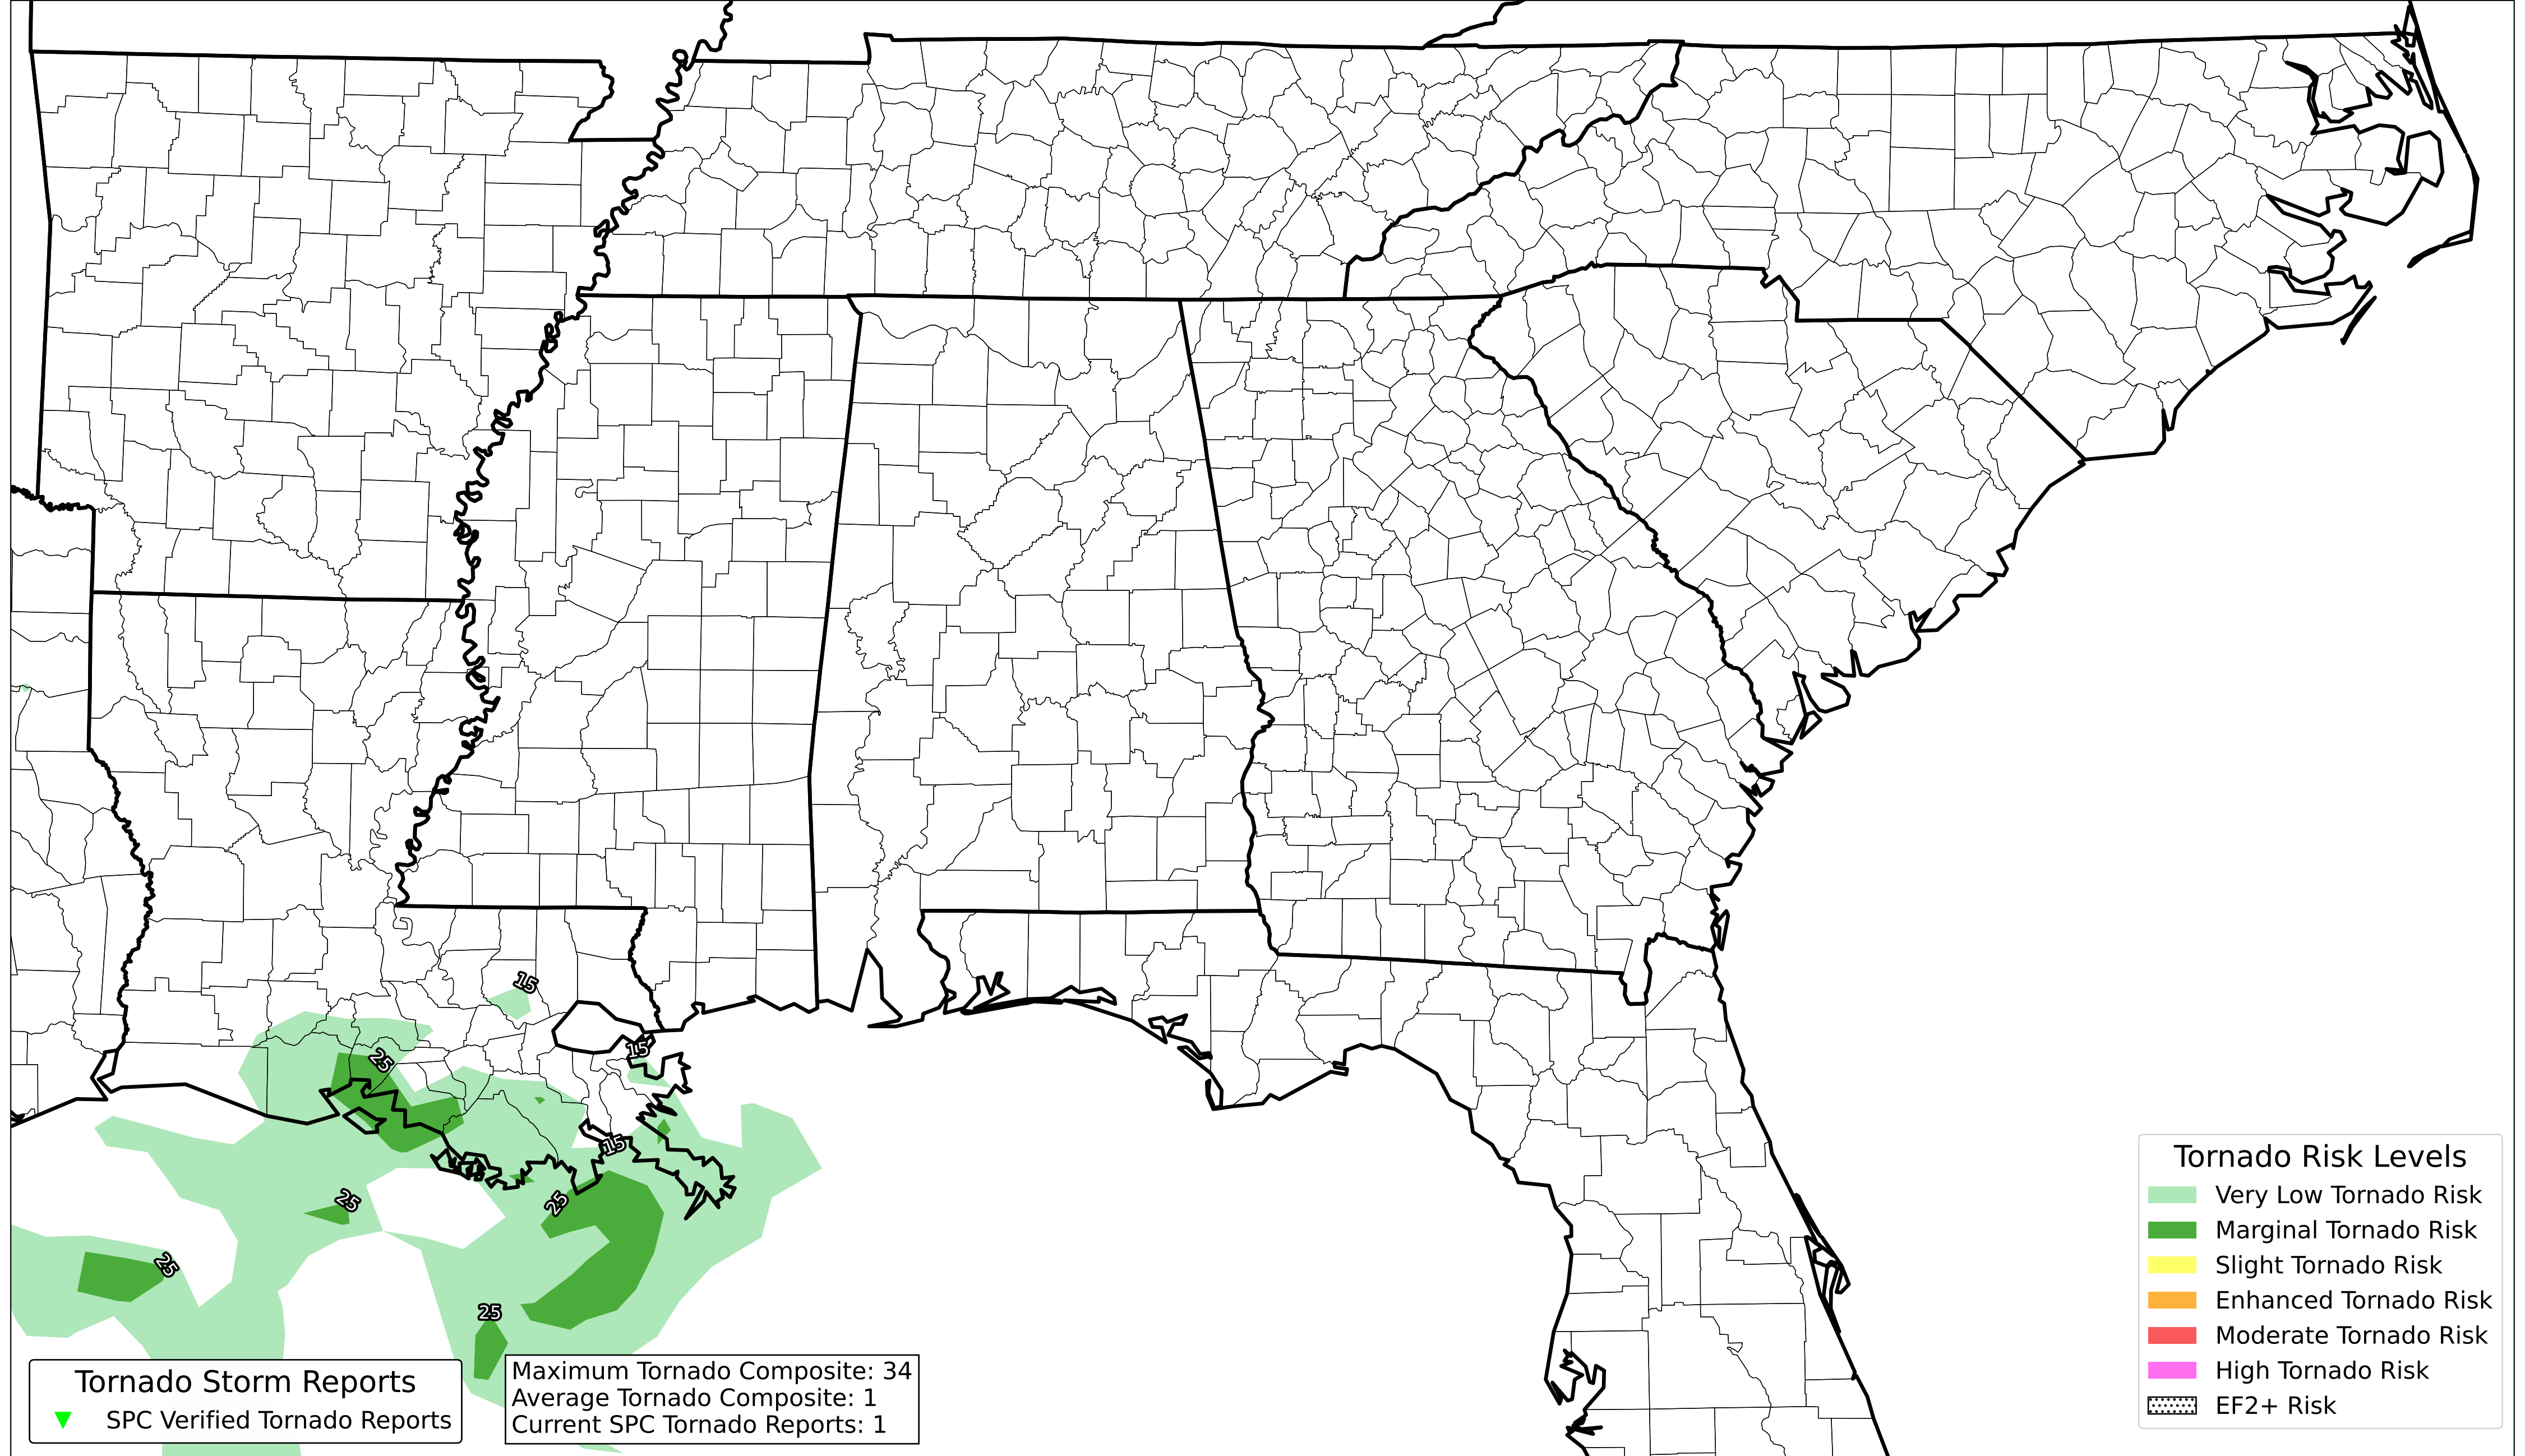 15
15
25
15
25
25
25
25
Tornado Storm Reports
SPC Verified Tornado Reports
Maximum Tornado Composite: 34
Average Tornado Composite: 1
Current SPC Tornado Reports: 1
Tornado Risk Levels
Very Low Tornado Risk
Marginal Tornado Risk
Slight Tornado Risk
Enhanced Tornado Risk
Moderate Tornado Risk
High Tornado Risk
EF2+ Risk